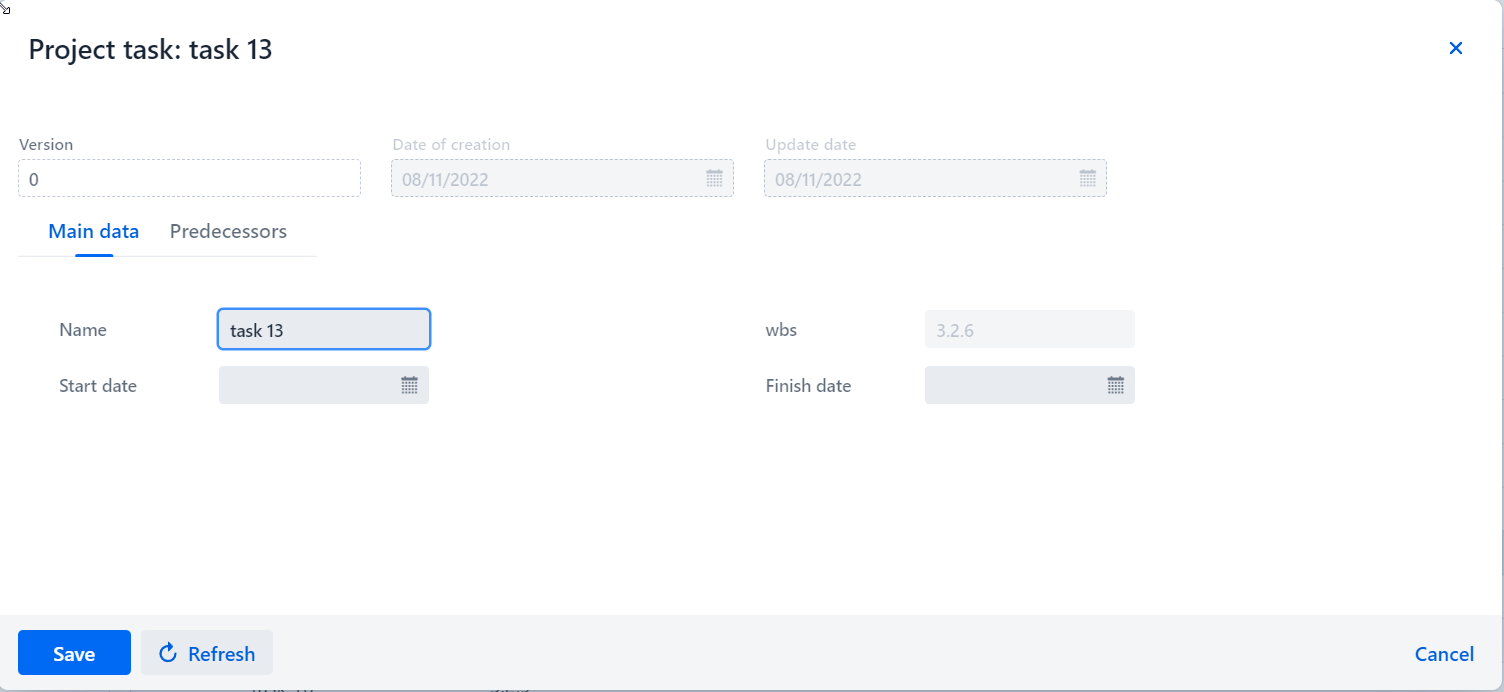 Project task: task 13
Version
Date of creation
Update date
0
08/11/2022
08/11/2022
Main data
Predecessors
Name
task 13
wbs
3.2.6
Start date
Finish date
Save
Refresh
Cancel